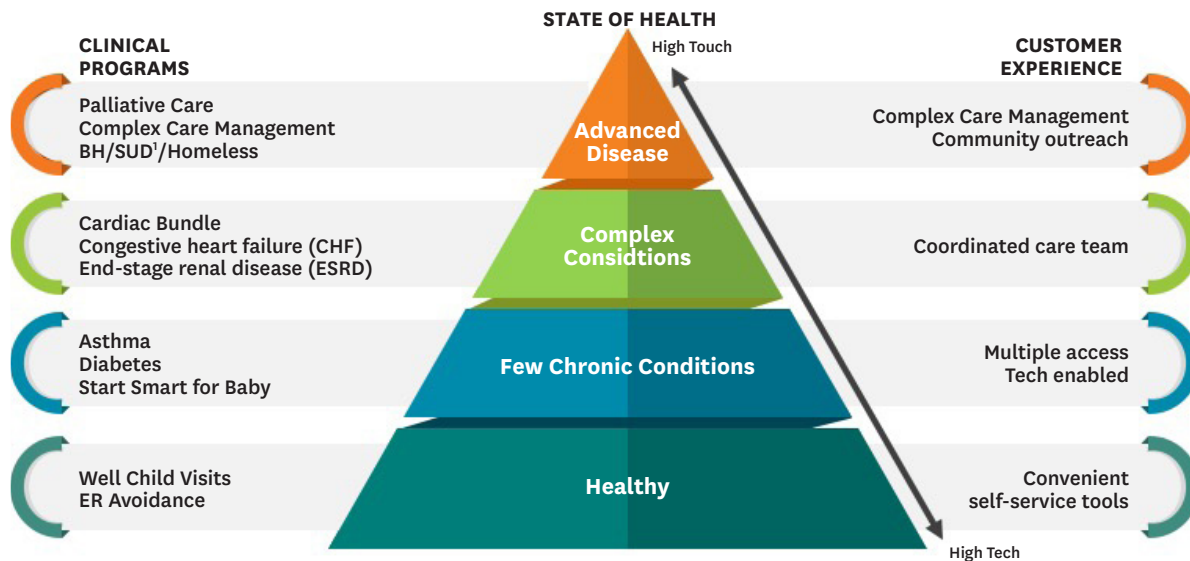 STATE OF HEALTH
High Touch
CLINICAL
PROGRAMS
CUSTOMER
EXPERIENCE
Palliative Care
Complex Care Management
BH/SUD¹/Homeless
Advanced
Disease
Complex Care Management
Community outreach
Cardiac Bundle
Congestive heart failure (CHF)
End-stage renal disease (ESRD)
Complex
Considtions
Coordinated care team
Asthma
Diabetes
Start Smart for Baby
Few Chronic Conditions
Multiple access
Tech enabled
Well Child Visits
ER Avoidance
Healthy
Convenient
self-service tools
High Tech